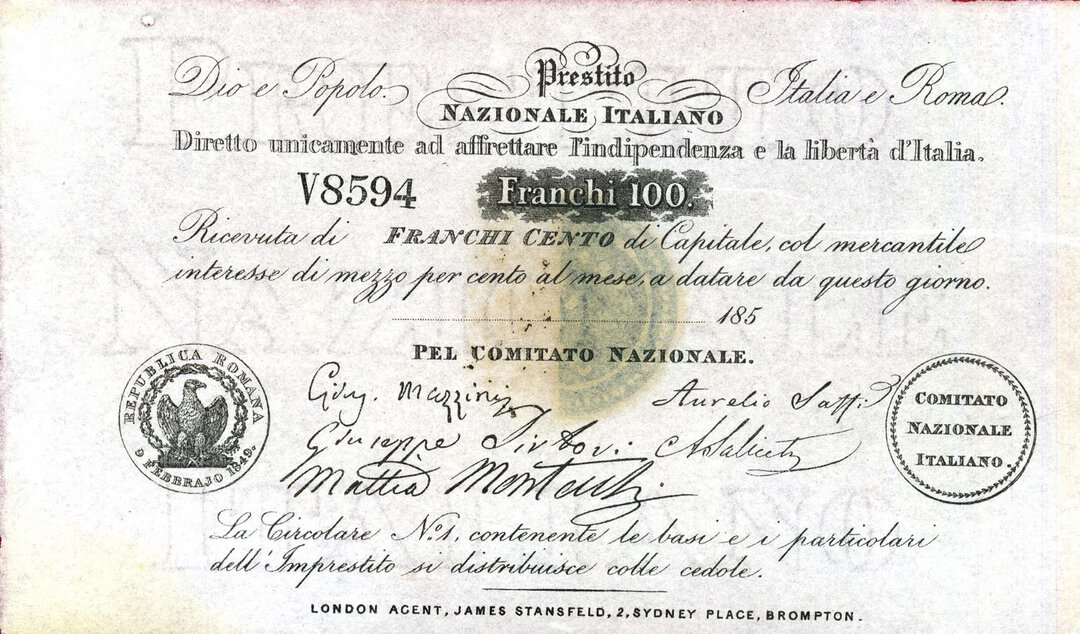 Dio e Popolo. Prestito Italia e Roma.
NAZIONALE ITALIANO
Diretto unicamente ad affrettare l'indipendenza e la libertà d'Italia.
V8594 Franchi 100.
Ricevuta di FRANCHI CENTO di Capitale, col mercantile
interesse di mezzo per cento al mese, a datare da questo giorno.
185
PEL COMITATO NAZIONALE.
REPUBLICA ROMANA
9 FEBBRAJO 1849.
Gius. Mazzini Aurelio Saffi
Giuseppe Sirtori. ASaliceti
Mattia Montecchi.
COMITATO
NAZIONALE
ITALIANO.
La Circolare No. 1, contenente le basi e i particolari
dell'Imprestito si distribuisce colle cedole.
LONDON AGENT, JAMES STANSFELD, 2, SYDNEY PLACE, BROMPTON.